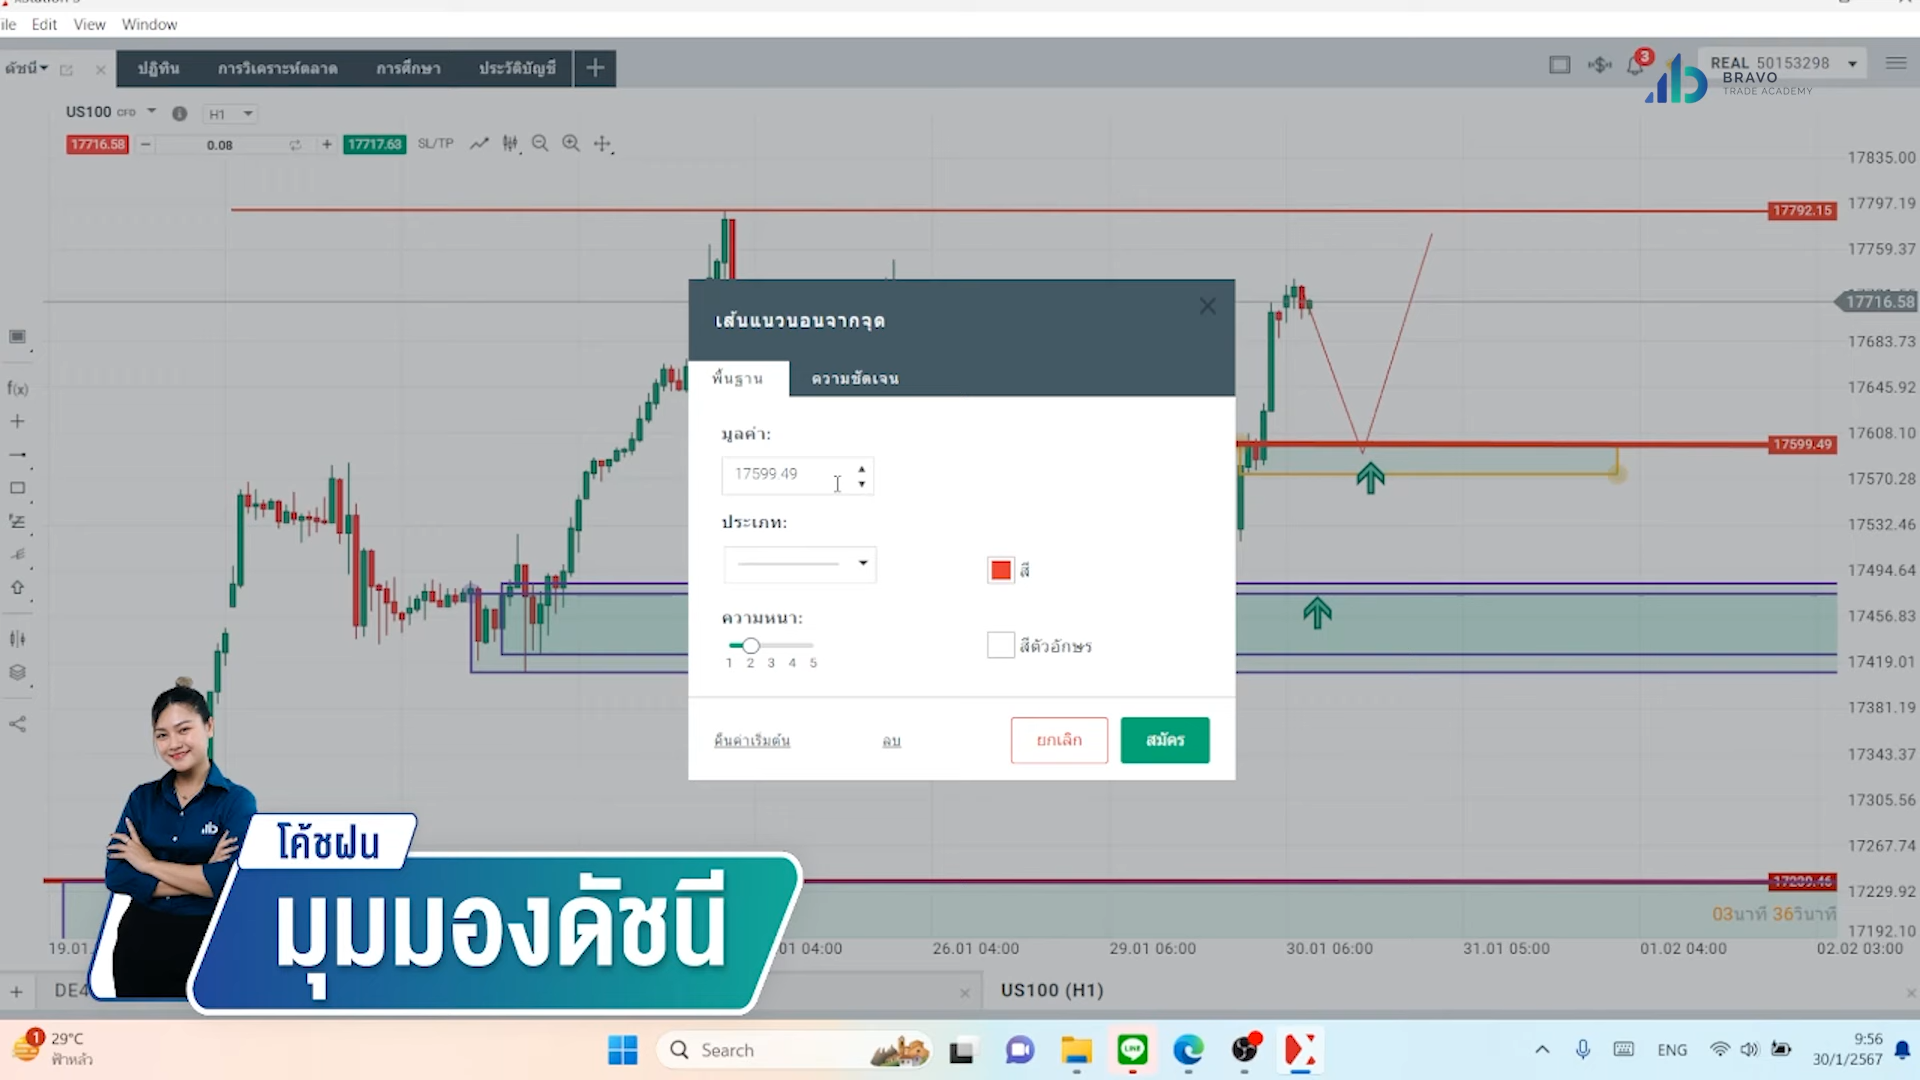 Edit View Window
ดัชนี ปฏิทิน การวิเคราะห์ตลาด การศึกษา ประวัติบัญชี
3
REAL 50153298
BRAVO
TRADE ACADEMY
US100 CFD H1
17716.58 0.08 17717.63 SL/TP
17835.00
17797.19
17792.15
17759.37
17716.58
17683.73
17645.92
17608.10
17599.49
17570.28
17532.46
17494.64
17456.83
17419.01
17381.19
17343.37
17305.56
17267.74
17239.46
17229.92
17192.10
f(x)
เส้นแนวนอนจากจุด
พื้นฐาน ความชัดเจน
มูลค่า:
17599.49
ประเภท:
สี
ความหนา:
1 2 3 4 5
สีตัวอักษร
คืนค่าเริ่มต้น ลบ ยกเลิก สมัคร
โค้ชฝน
มุมมองดัชนี
03นาที 36วินาที
26.01 04:00 29.01 06:00 30.01 06:00 31.01 05:00 01.02 04:00 02.02 03:00
US100 (H1)
1
29°C
ฟ้าหลัว
Search
ENG
9:56
30/1/2567